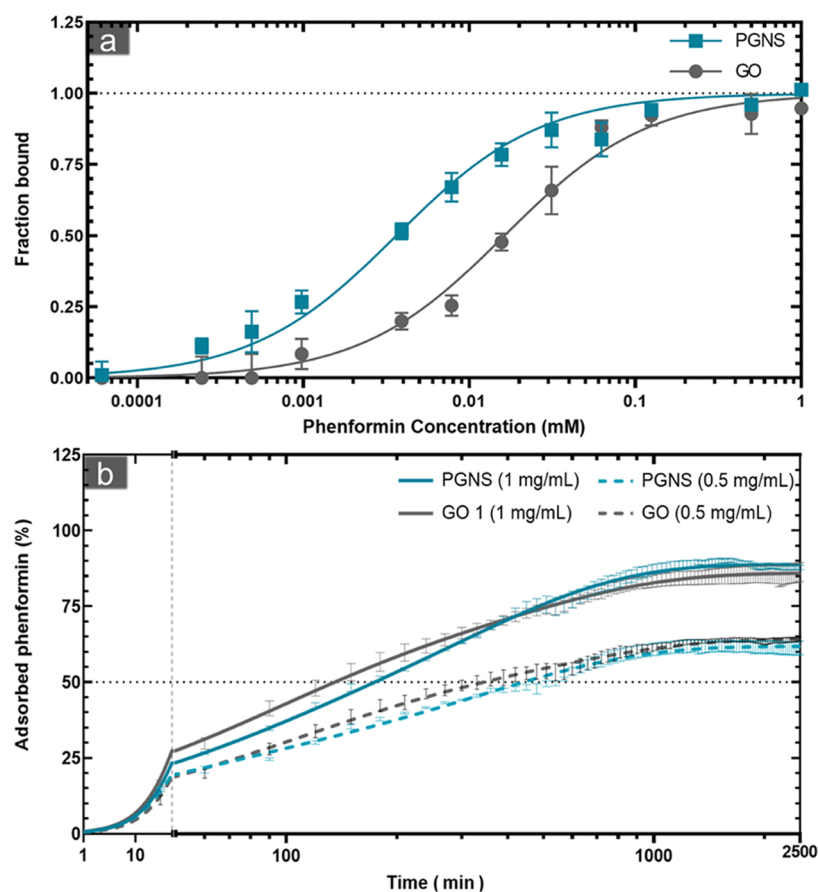 a
1.25
1.00
0.75
0.50
0.25
0.00
Fraction bound
PGNS
GO
0.0001
0.001
0.01
0.1
1
Phenformin Concentration (mM)
b
125
100
75
50
25
0
Adsorbed phenformin (%)
PGNS (1 mg/mL)
PGNS (0.5 mg/mL)
GO 1 (1 mg/mL)
GO (0.5 mg/mL)
1
10
100
1000
2500
Time ( min )